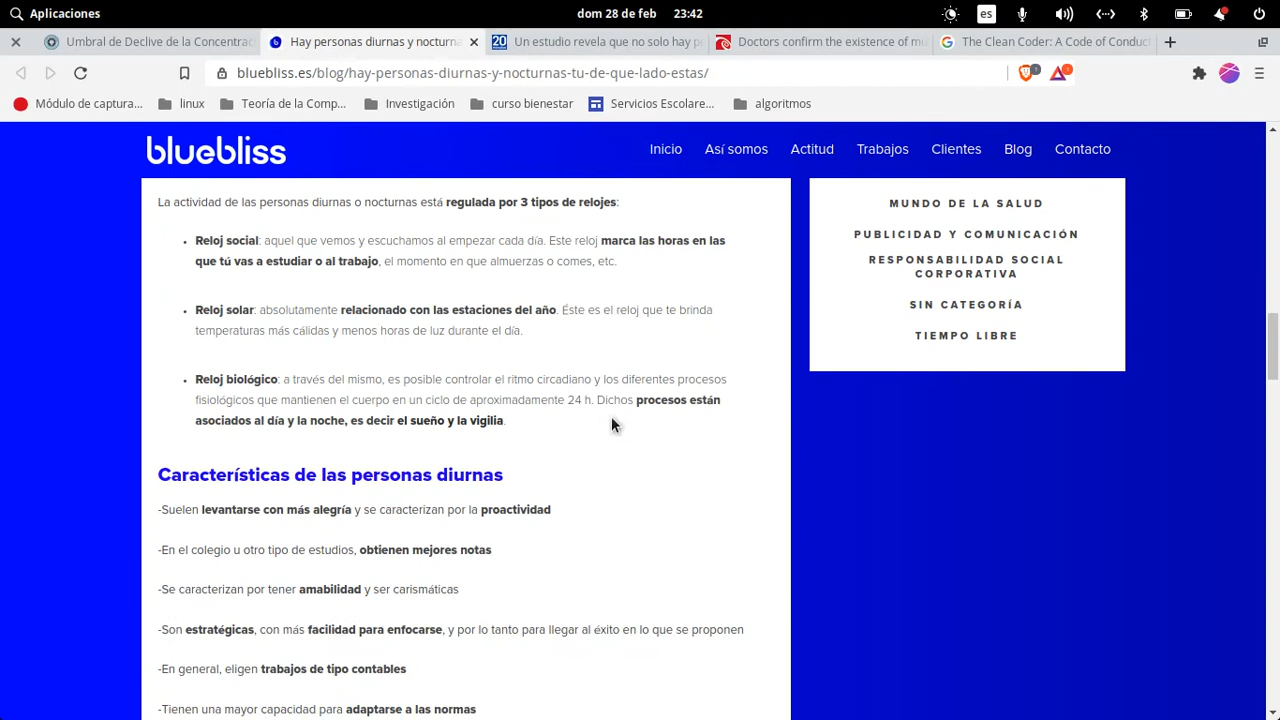 Aplicaciones
dom 28 de feb 23:42
es
Umbral de Declive de la Concentrac
Hay personas diurnas y nocturna
20 Un estudio revela que no solo hay p
Doctors confirm the existence of mu
The Clean Coder: A Code of Conduct
bluebliss.es/blog/hay-personas-diurnas-y-nocturnas-tu-de-que-lado-estas/
Módulo de captura...
linux
Teoría de la Comp...
Investigación
curso bienestar
Servicios Escolare...
algoritmos
bluebliss
Inicio
Así somos
Actitud
Trabajos
Clientes
Blog
Contacto
La actividad de las personas diurnas o nocturnas está regulada por 3 tipos de relojes:
• Reloj social: aquel que vemos y escuchamos al empezar cada día. Este reloj marca las horas en las
que tú vas a estudiar o al trabajo, el momento en que almuerzas o comes, etc.
• Reloj solar: absolutamente relacionado con las estaciones del año. Éste es el reloj que te brinda
temperaturas más cálidas y menos horas de luz durante el día.
• Reloj biológico: a través del mismo, es posible controlar el ritmo circadiano y los diferentes procesos
fisiológicos que mantienen el cuerpo en un ciclo de aproximadamente 24 h. Dichos procesos están
asociados al día y la noche, es decir el sueño y la vigilia.
Características de las personas diurnas
-Suelen levantarse con más alegría y se caracterizan por la proactividad
-En el colegio u otro tipo de estudios, obtienen mejores notas
-Se caracterizan por tener amabilidad y ser carismáticas
-Son estratégicas, con más facilidad para enfocarse, y por lo tanto para llegar al éxito en lo que se proponen
-En general, eligen trabajos de tipo contables
-Tienen una mayor capacidad para adaptarse a las normas
MUNDO DE LA SALUD
PUBLICIDAD Y COMUNICACIÓN
RESPONSABILIDAD SOCIAL
CORPORATIVA
SIN CATEGORÍA
TIEMPO LIBRE